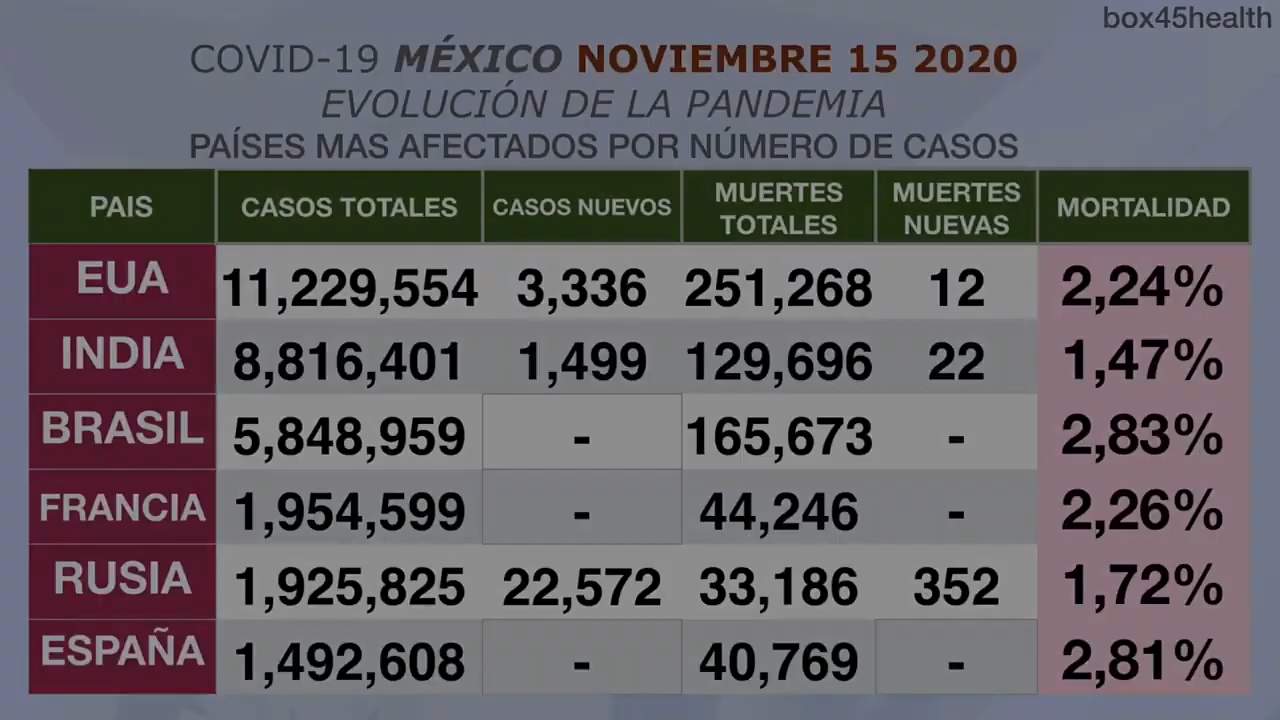 box45health
COVID-19 MÉXICO NOVIEMBRE 15 2020
EVOLUCIÓN DE LA PANDEMIA
PAÍSES MAS AFECTADOS POR NÚMERO DE CASOS
PAIS CASOS TOTALES CASOS NUEVOS MUERTES TOTALES MUERTES NUEVAS MORTALIDAD
EUA 11,229,554 3,336 251,268 12 2,24%
INDIA 8,816,401 1,499 129,696 22 1,47%
BRASIL 5,848,959 - 165,673 - 2,83%
FRANCIA 1,954,599 - 44,246 - 2,26%
RUSIA 1,925,825 22,572 33,186 352 1,72%
ESPAÑA 1,492,608 - 40,769 - 2,81%